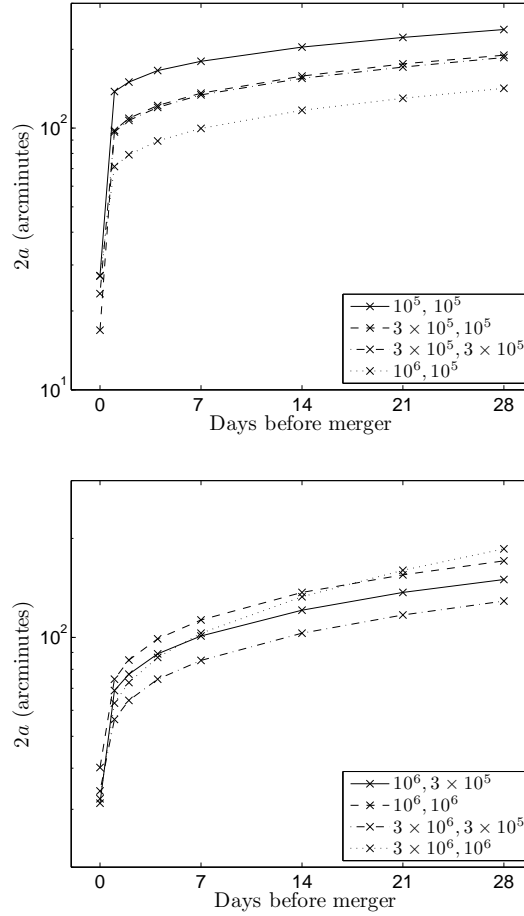 10^2
10^1
2a (arcminutes)
0 7 14 21 28
Days before merger
10^5, 10^5
3 × 10^5, 10^5
3 × 10^5, 3 × 10^5
10^6, 10^5
10^2
2a (arcminutes)
0 7 14 21 28
Days before merger
10^6, 3 × 10^5
10^6, 10^6
3 × 10^6, 3 × 10^5
3 × 10^6, 10^6